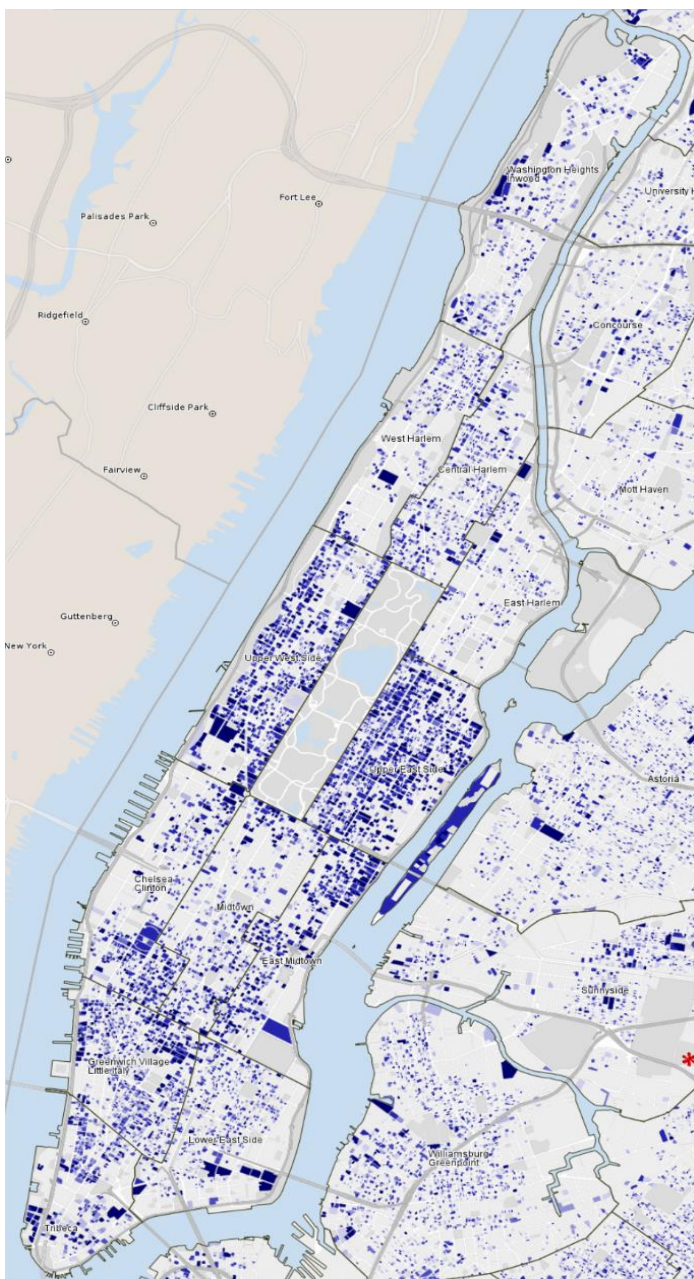 Washington Heights
Inwood
University H
Fort Lee
Palisades Park
Ridgefield
Concourse
Cliffside Park
West Harlem
Central Harlem
Fairview
Mott Haven
East Harlem
Guttenberg
New York
Upper West Side
Upper East Side
Astoria
Chelsea
Clinton
Midtown
East Midtown
Sunnyside
*
Greenwich Village
Little Italy
Lower East Side
Williamsburg
Greenpoint
Tribeca